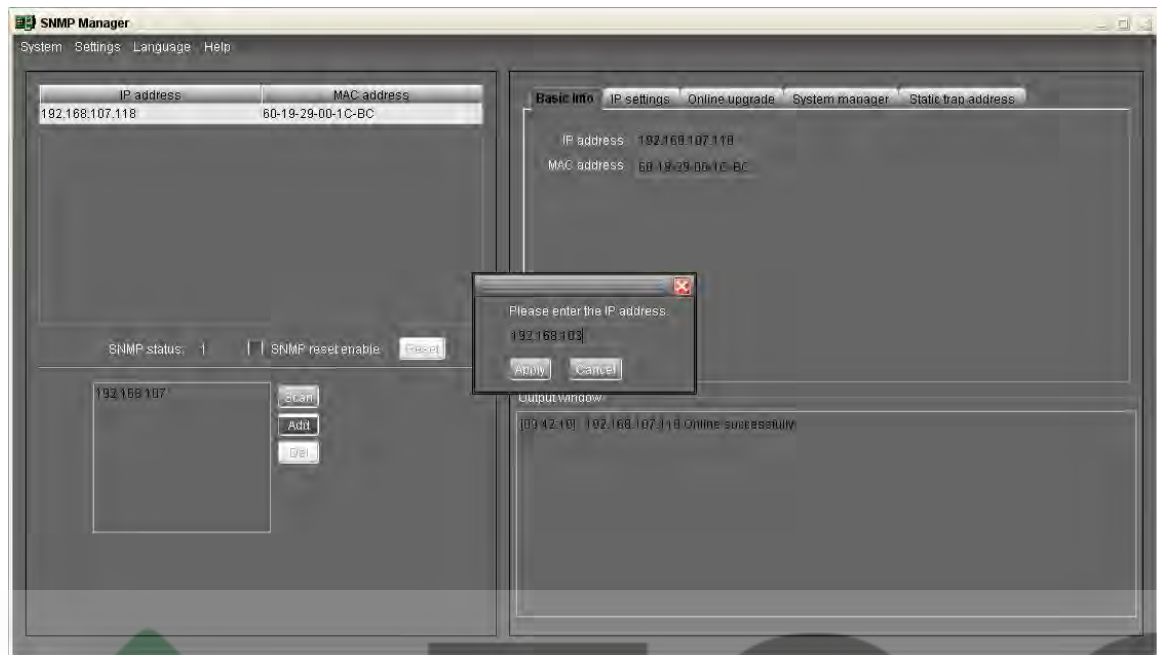 SNMP Manager
System Settings Language Help
IP address MAC address
192.168.107.118 60-19-29-00-1C-BC
SNMP status: SNMP reset enable Reset
192.168.107
Scan
Add
Del
Basic info IP settings Online upgrade System manager Static trap address
IP address 192.168.107.118
MAC address 60-19-29-00-1C-BC
Please enter the IP address
192.168.103
Apply Cancel
Output window
[09:42:10] 192.168.107.118 Online successfully